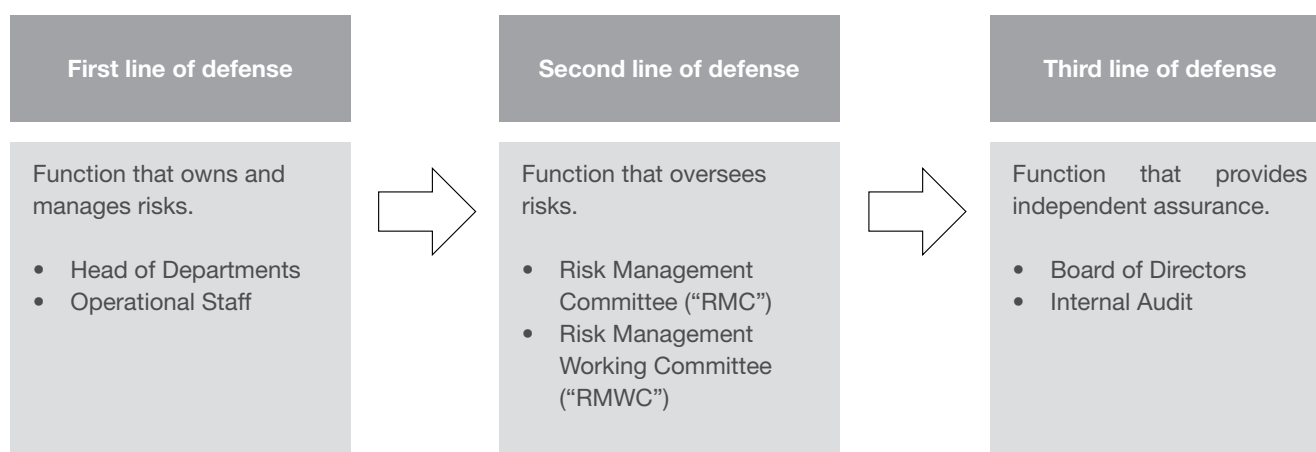 First line of defense
Function that owns and
manages risks.
• Head of Departments
• Operational Staff
Second line of defense
Function that oversees
risks.
• Risk Management
Committee (“RMC”)
• Risk Management
Working Committee
(“RMWC”)
Third line of defense
Function that provides
independent assurance.
• Board of Directors
• Internal Audit